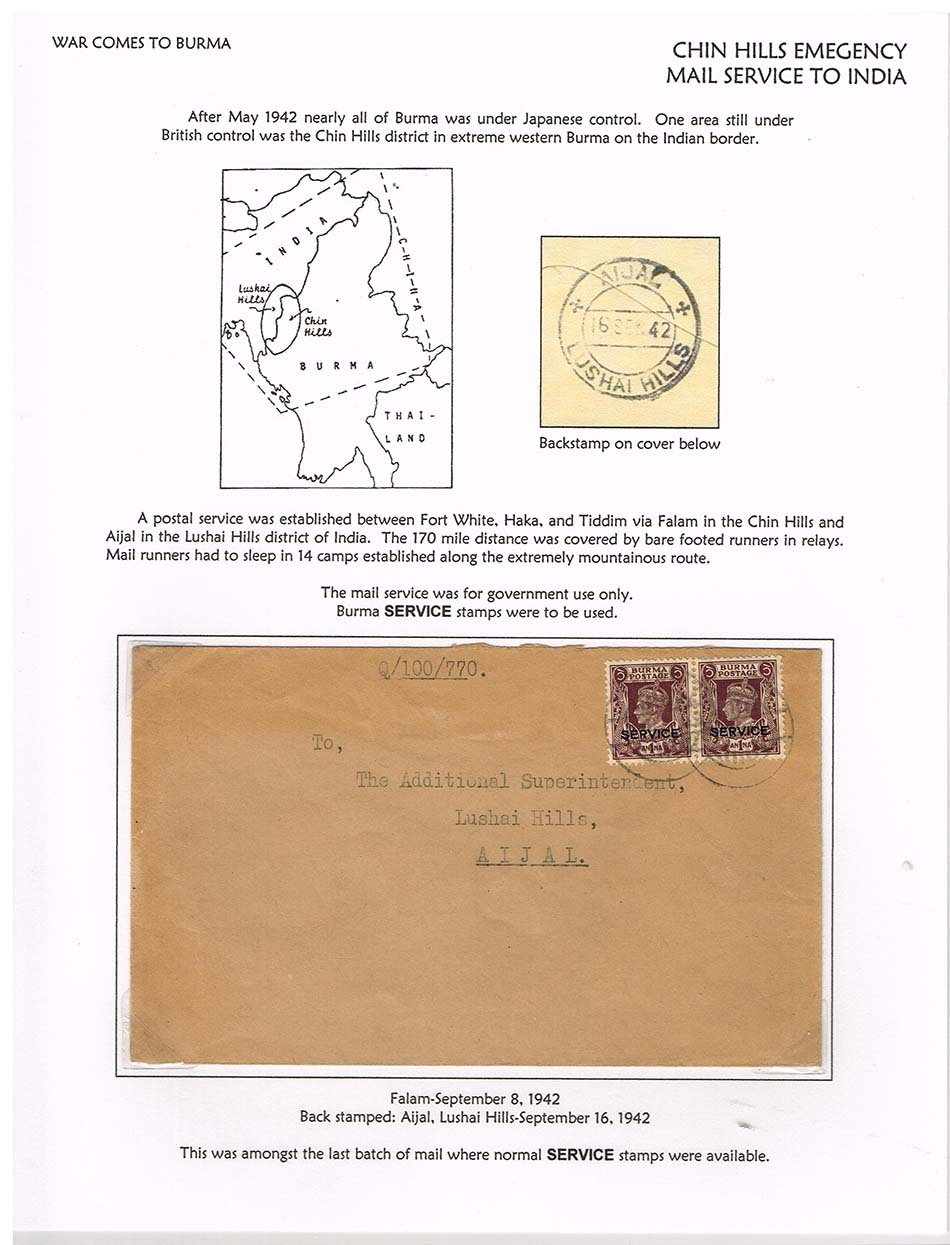 WAR COMES TO BURMA
CHIN HILLS EMEGENCY
MAIL SERVICE TO INDIA
After May 1942 nearly all of Burma was under Japanese control. One area still under
British control was the Chin Hills district in extreme western Burma on the Indian border.
INDIA
CHINA
Lushai
Hills
Chin
Hills
BURMA
THAI-
LAND
AIJAL
16 SEP. 42
LUSHAI HILLS
Backstamp on cover below
A postal service was established between Fort White, Haka, and Tiddim via Falam in the Chin Hills and
Aijal in the Lushai Hills district of India. The 170 mile distance was covered by bare footed runners in relays.
Mail runners had to sleep in 14 camps established along the extremely mountainous route.
The mail service was for government use only.
Burma SERVICE stamps were to be used.
Q/100/770.
BURMA
POSTAGE
SERVICE
ANNA
BURMA
POSTAGE
SERVICE
ANNA
To,
The Additional Superintendent,
Lushai Hills,
AIJAL.
Falam-September 8, 1942
Back stamped: Aijal, Lushai Hills-September 16, 1942
This was amongst the last batch of mail where normal SERVICE stamps were available.